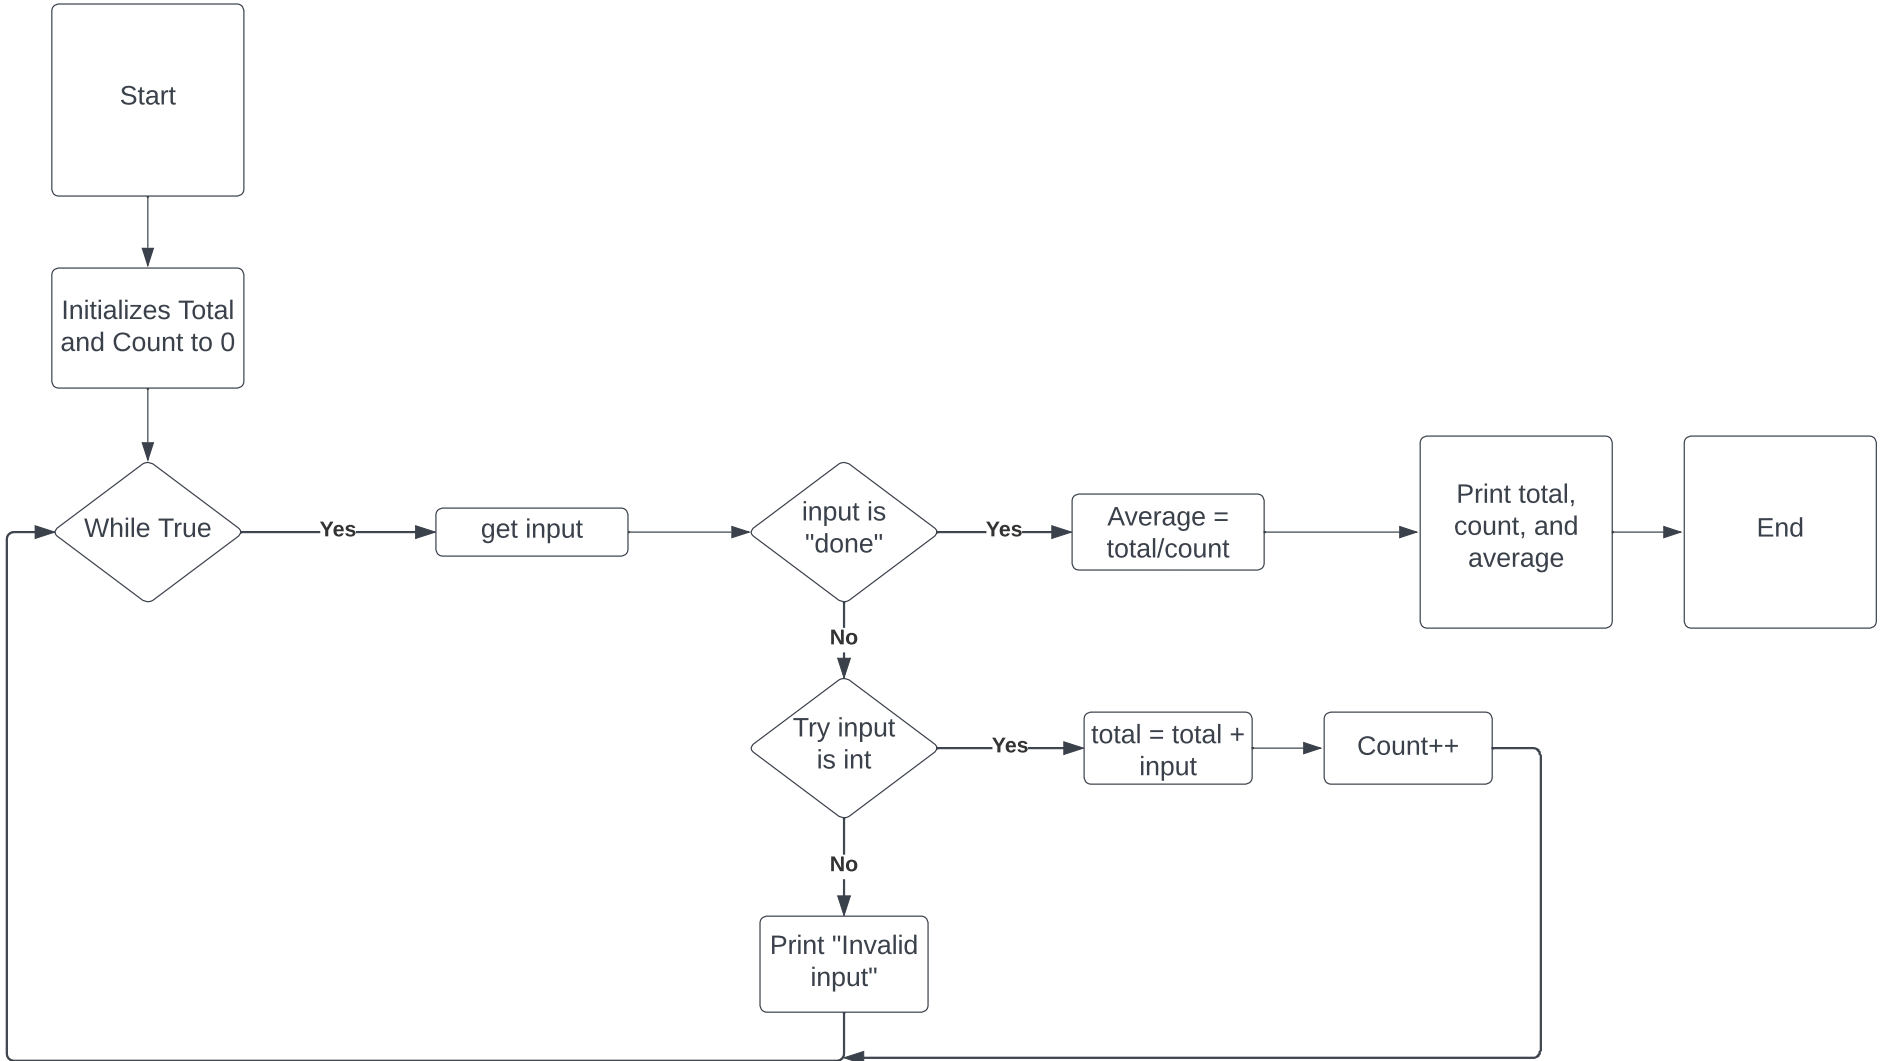 Start
Initializes Total
and Count to 0
While True
Yes
get input
input is
"done"
Yes
Average =
total/count
Print total,
count, and
average
End
No
Try input
is int
Yes
total = total +
input
Count++
No
Print "Invalid
input"